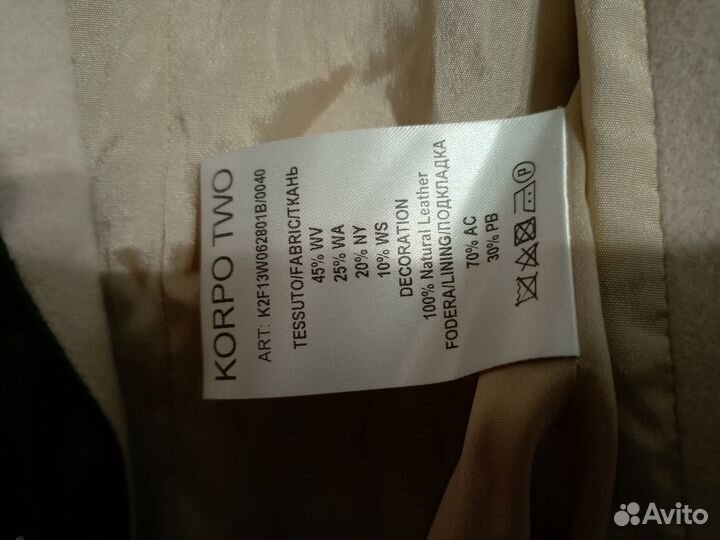 KORPO TWO
ART: K2F13W062801B/0040
TESSUTO/FABRIC/ТКАНЬ
45% WV
25% WA
20% NY
10% WS
DECORATION
100% Natural Leather
FODERA/LINING/ПОДКЛАДКА
70% AC
30% PB
P
Avito